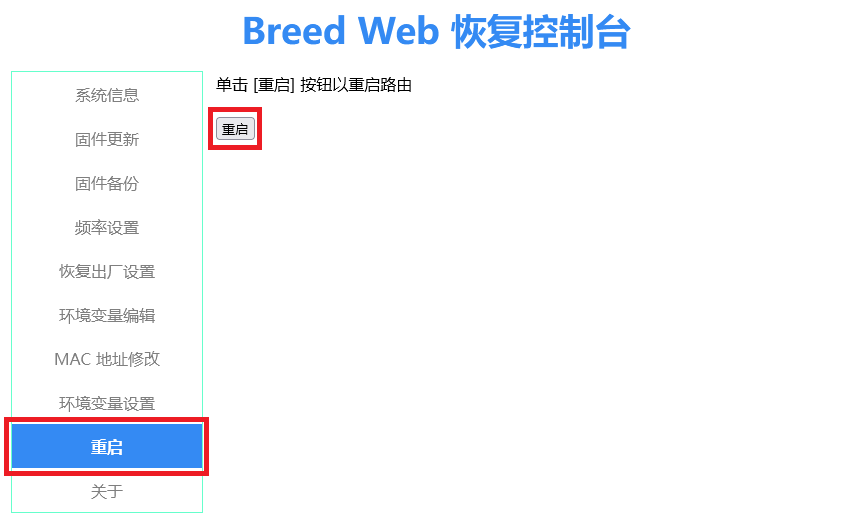 Breed Web 恢复控制台
系统信息
固件更新
固件备份
频率设置
恢复出厂设置
环境变量编辑
MAC 地址修改
环境变量设置
重启
关于
单击 [重启] 按钮以重启路由
重启